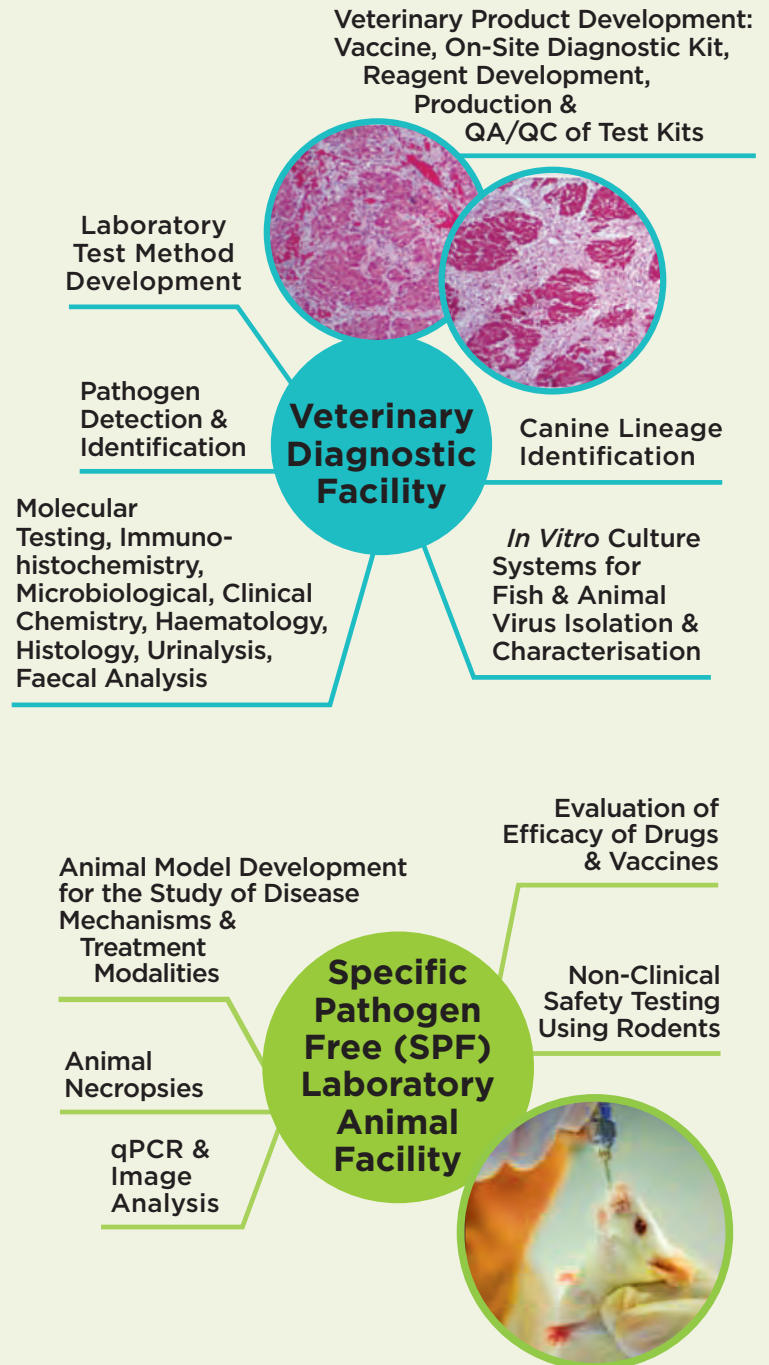 Veterinary Product Development:
Vaccine, On-Site Diagnostic Kit,
Reagent Development,
Production &
QA/QC of Test Kits
Laboratory
Test Method
Development
Pathogen
Detection &
Identification
Veterinary
Diagnostic
Facility
Canine Lineage
Identification
Molecular
Testing, Immuno-
histochemistry,
Microbiological, Clinical
Chemistry, Haematology,
Histology, Urinalysis,
Faecal Analysis
In Vitro Culture
Systems for
Fish & Animal
Virus Isolation &
Characterisation
Evaluation of
Efficacy of Drugs
& Vaccines
Animal Model Development
for the Study of Disease
Mechanisms &
Treatment
Modalities
Specific
Pathogen
Free (SPF)
Laboratory
Animal
Facility
Non-Clinical
Safety Testing
Using Rodents
Animal
Necropsies
qPCR &
Image
Analysis